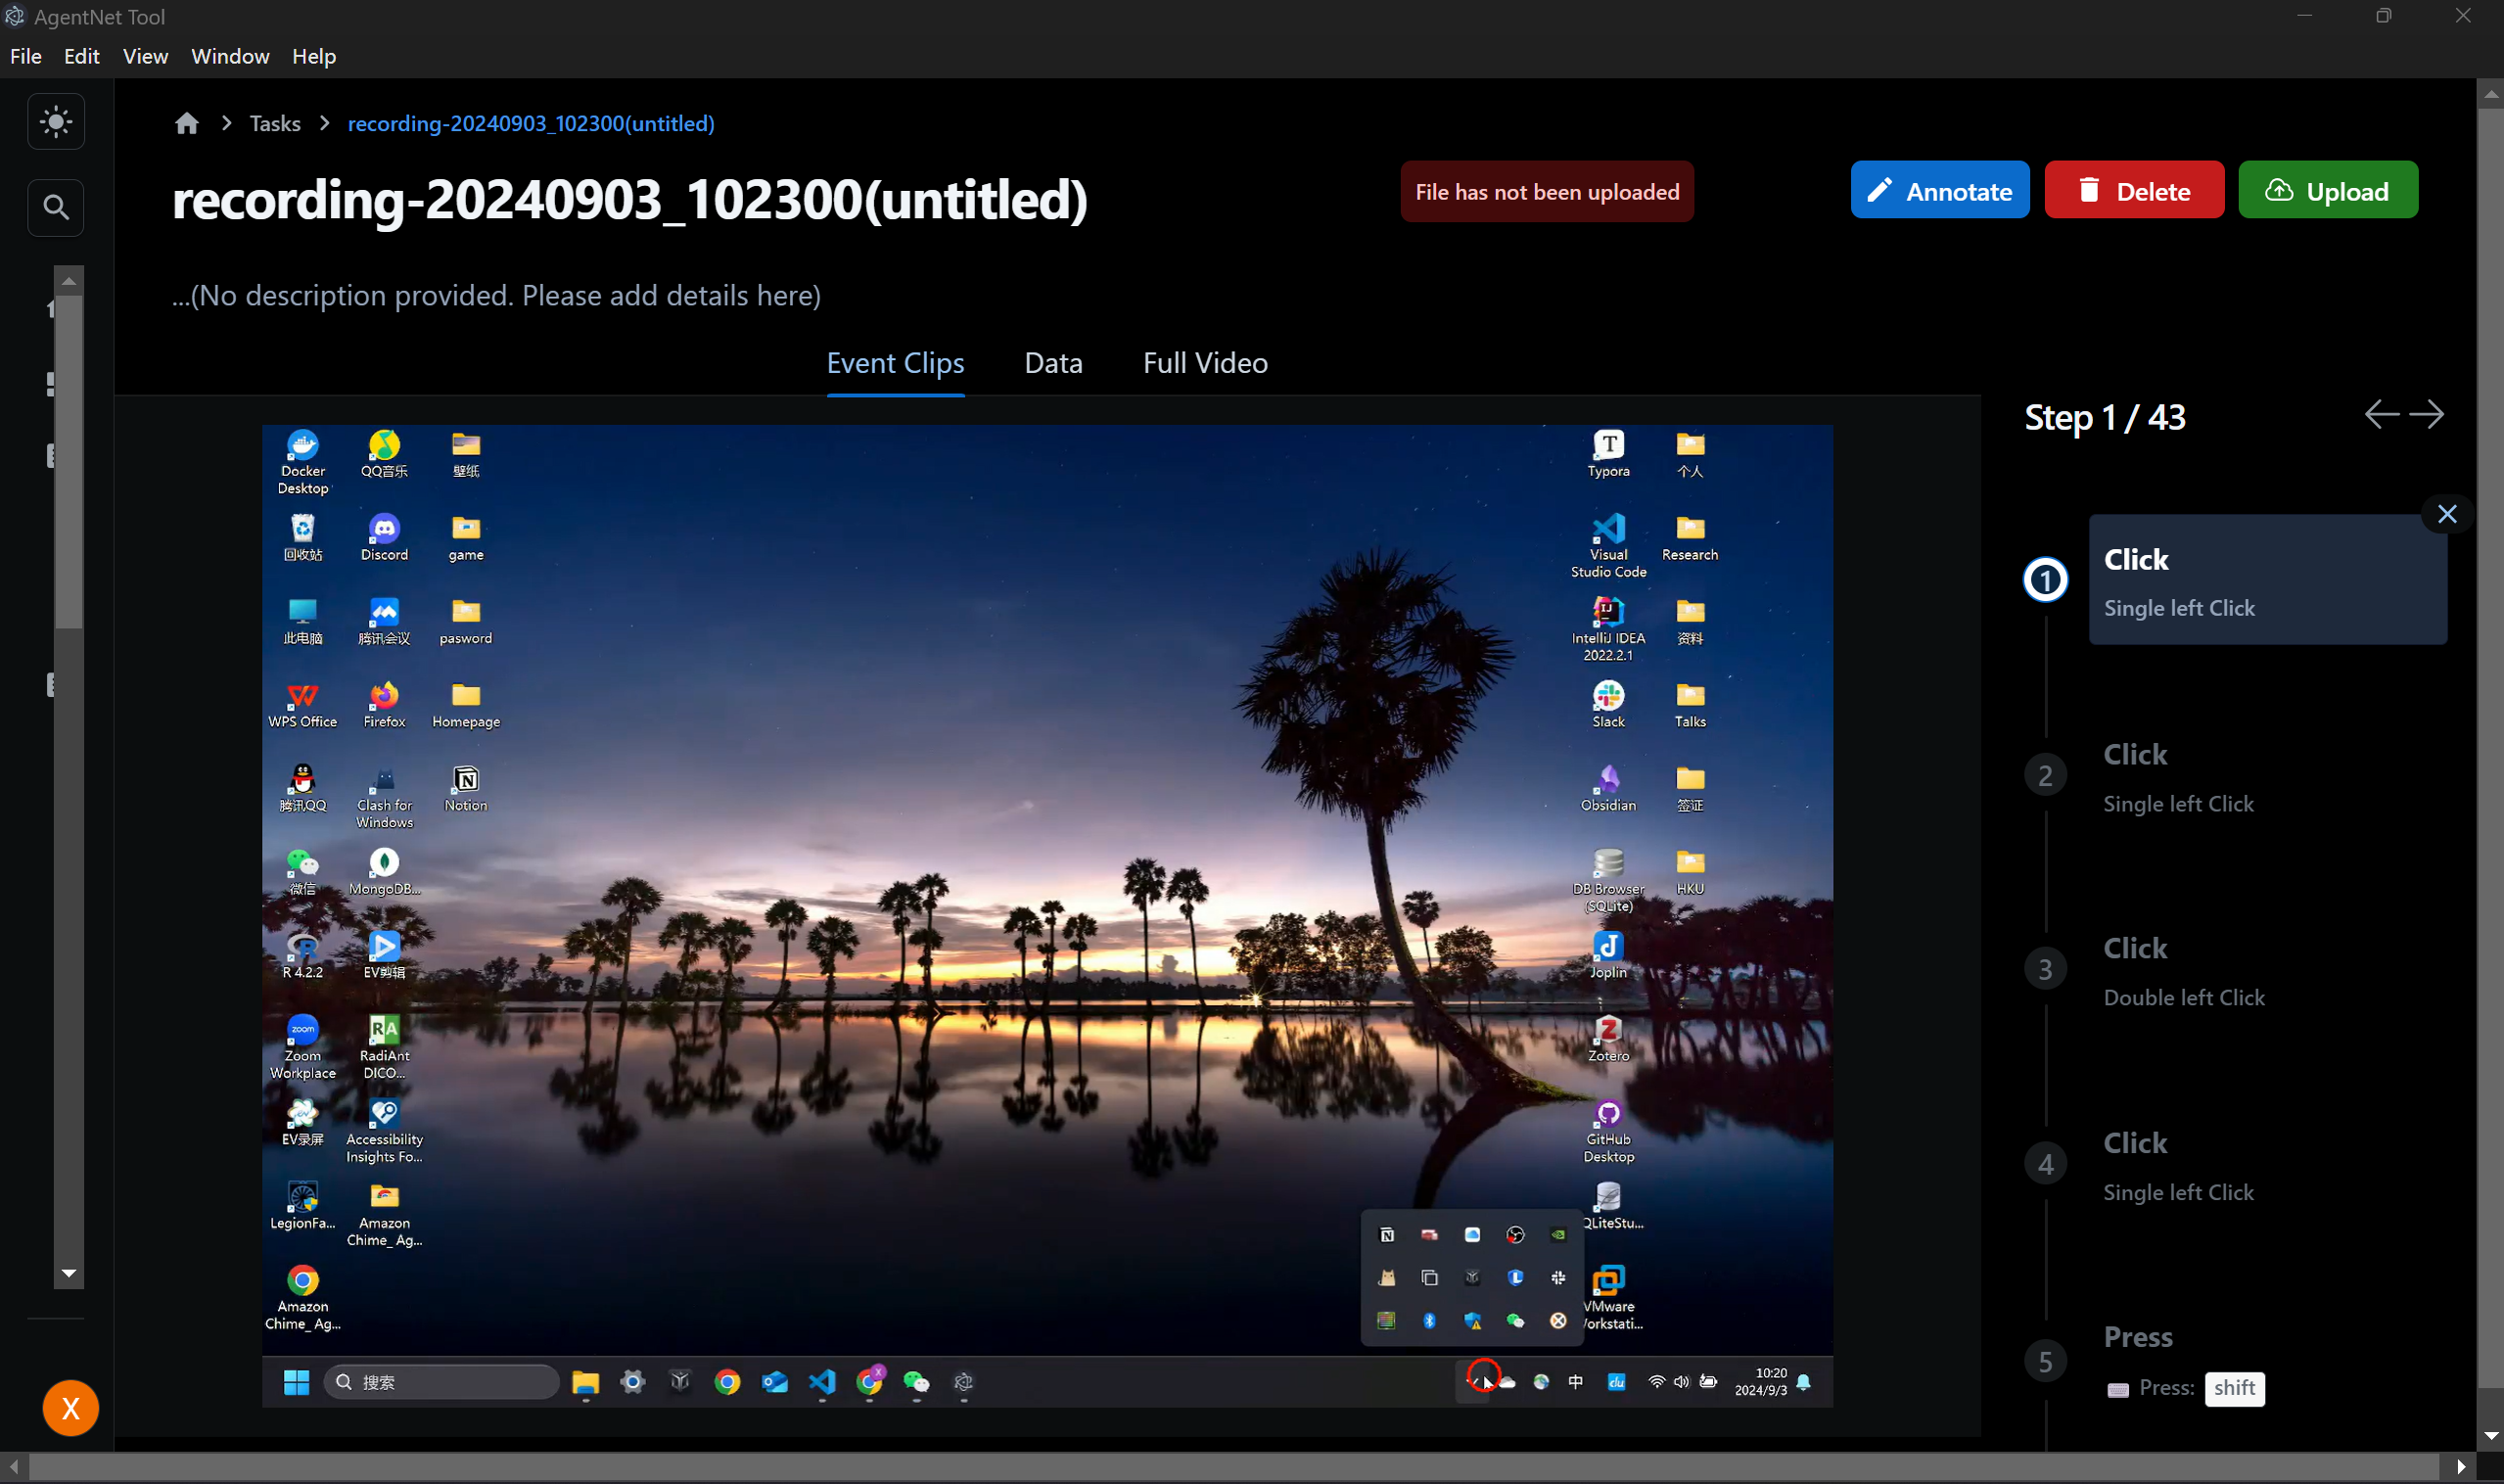 AgentNet Tool
File Edit View Window Help
Tasks
recording-20240903_102300(untitled)
recording-20240903_102300(untitled)
File has not been uploaded
Annotate
Delete
Upload
...(No description provided. Please add details here)
Event Clips
Data
Full Video
Step 1 / 43
Docker Desktop
QQ音乐
壁纸
Typora
个人
回收站
Discord
game
Visual Studio Code
Research
此电脑
腾讯会议
pasword
IntelliJ IDEA 2022.2.1
资料
WPS Office
Firefox
Homepage
Slack
Talks
腾讯QQ
Clash for Windows
Notion
Obsidian
签证
微信
MongoDB...
DB Browser (SQLite)
HKU
R 4.2.2
EV剪辑
Joplin
Zoom Workplace
RadiAnt DICO...
Zotero
EV录屏
Accessibility Insights Fo...
GitHub Desktop
LegionFa...
Amazon Chime_Ag...
QLiteStu...
Amazon Chime_Ag...
VMware
orkstati...
搜索
中
du
10:20
2024/9/3
1
Click
Single left Click
2
Click
Single left Click
3
Click
Double left Click
4
Click
Single left Click
5
Press
Press: shift
X